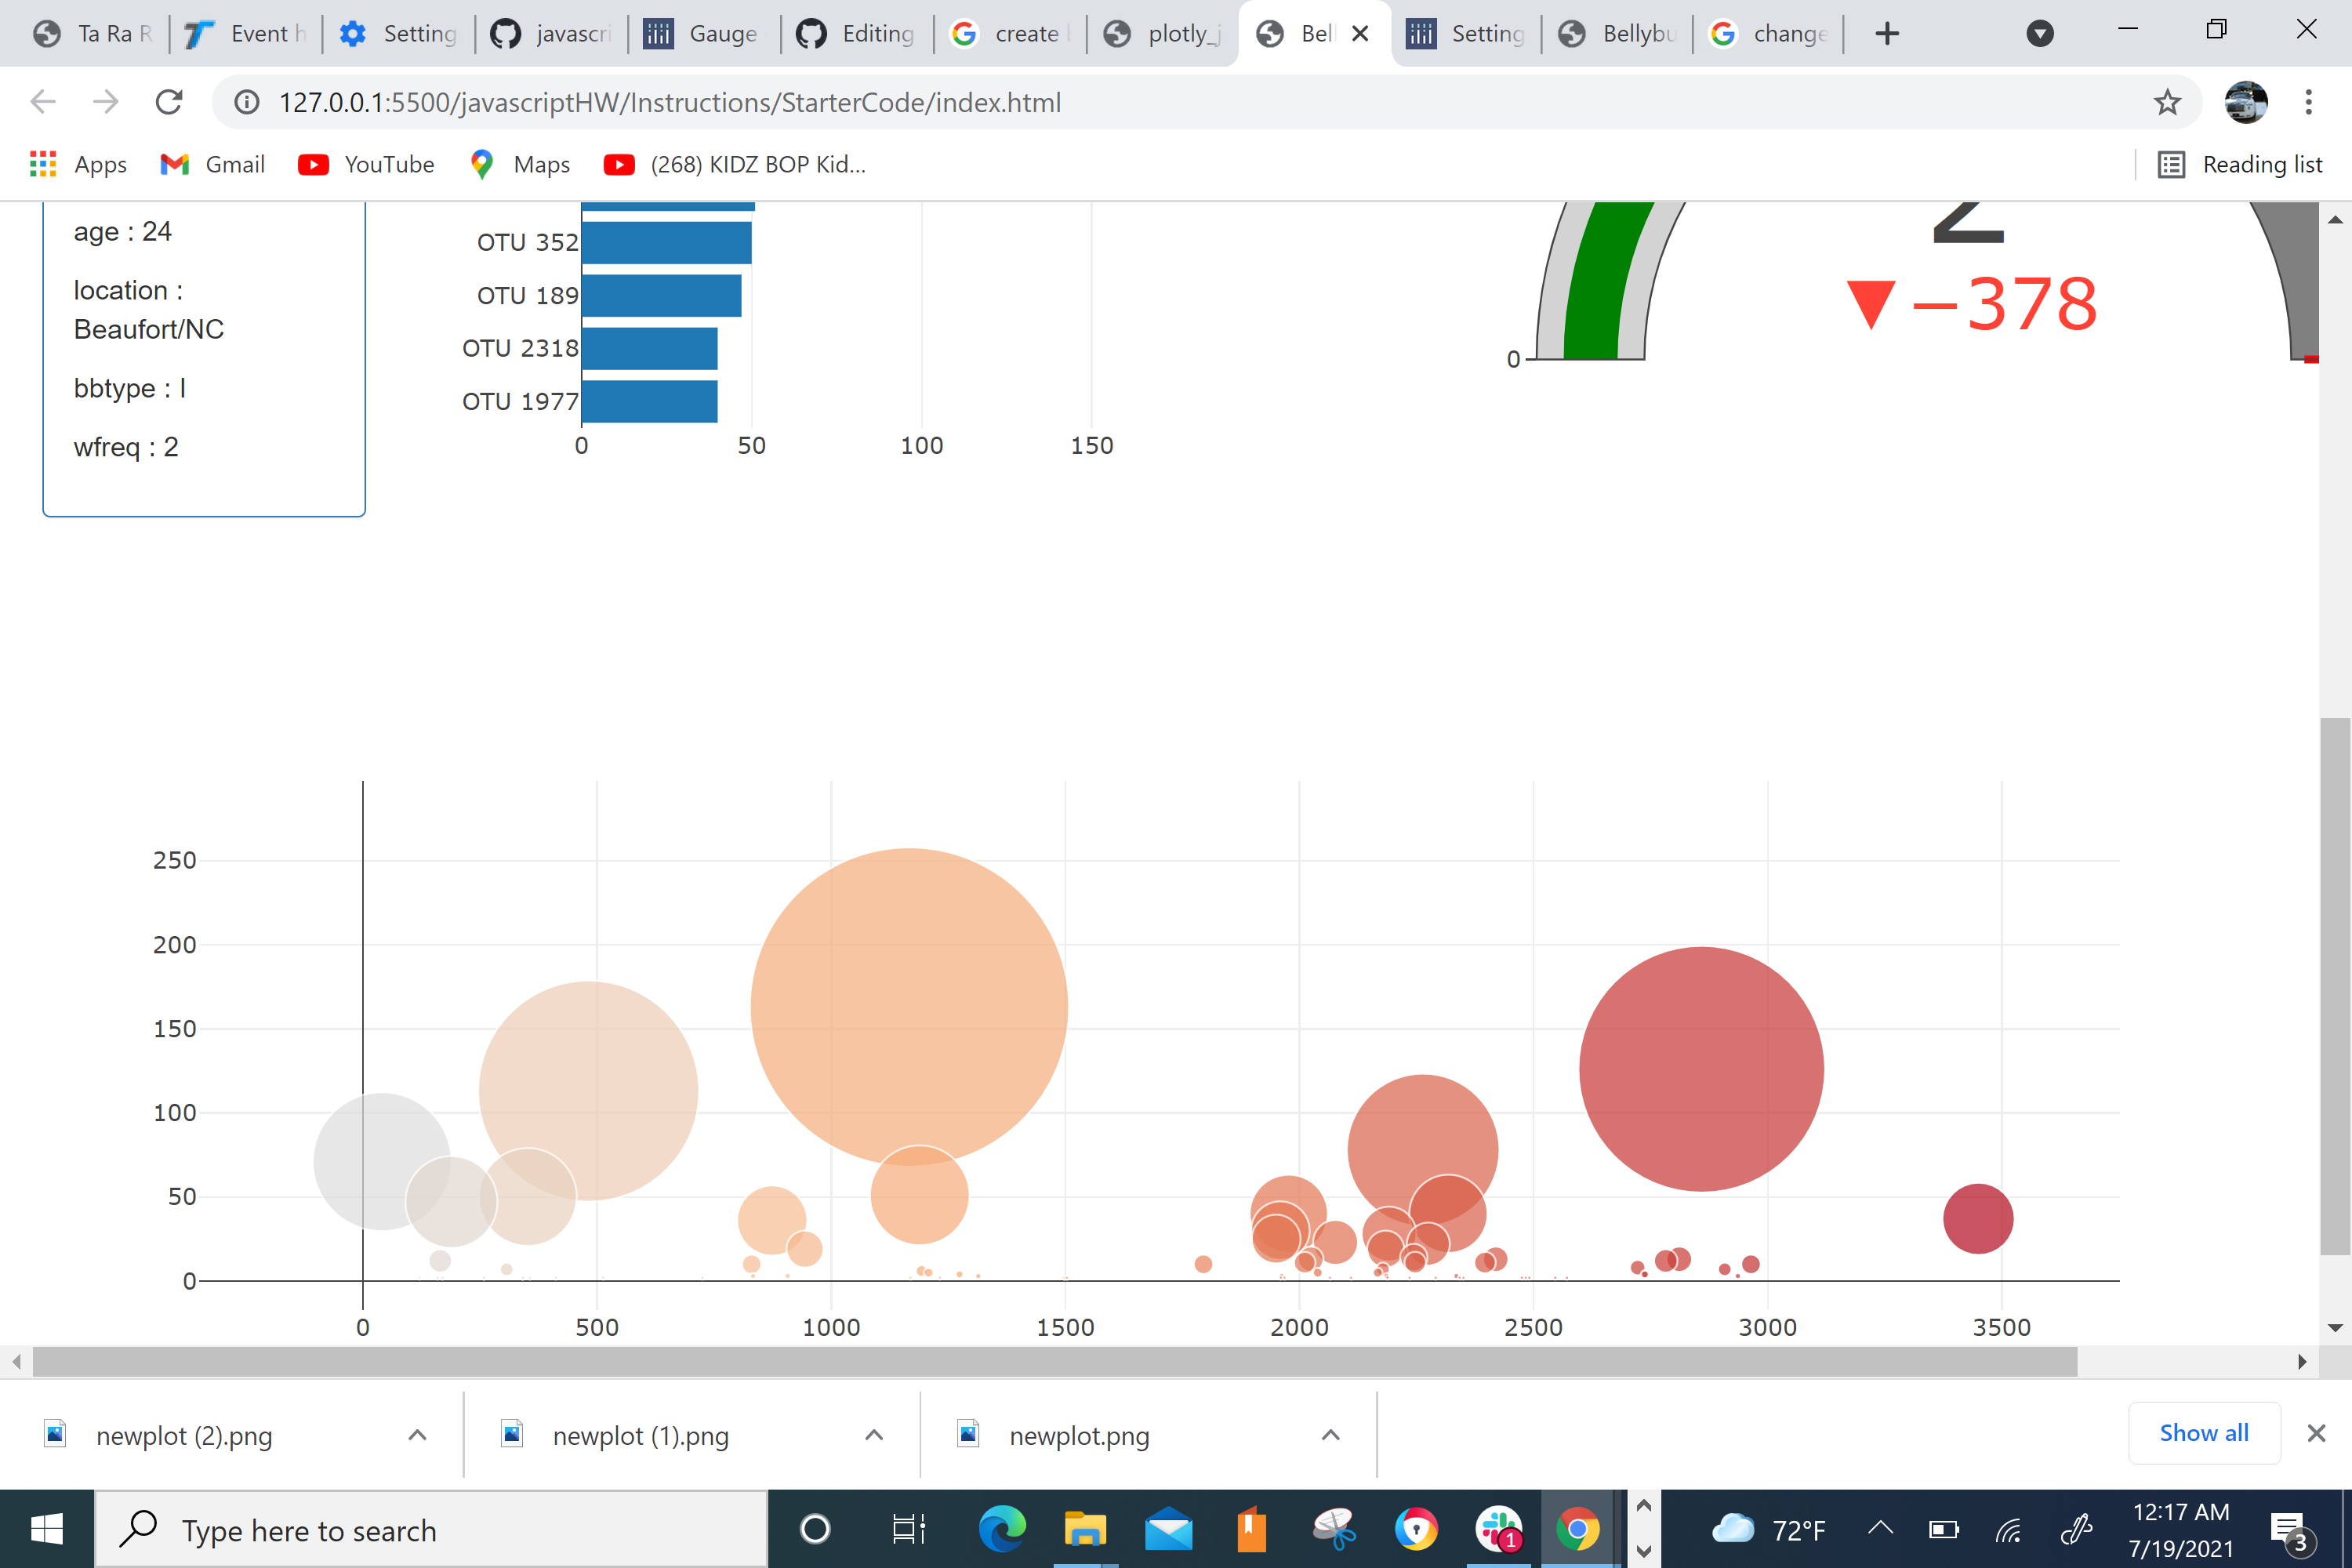 Ta Ra R
Event h
Setting
javascri
Gauge
Editing
create
plotly_j
Bell
Setting
Bellybu
change
127.0.0.1:5500/javascriptHW/Instructions/StarterCode/index.html
Apps
Gmail
YouTube
Maps
(268) KIDZ BOP Kid...
Reading list
age : 24
location :
Beaufort/NC
bbtype : I
wfreq : 2
OTU 352
OTU 189
OTU 2318
OTU 1977
0 50 100 150
2
▼−378
0
250
200
150
100
50
0
0 500 1000 1500 2000 2500 3000 3500
newplot (2).png
newplot (1).png
newplot.png
Show all
Type here to search
1
72°F
12:17 AM
7/19/2021
3